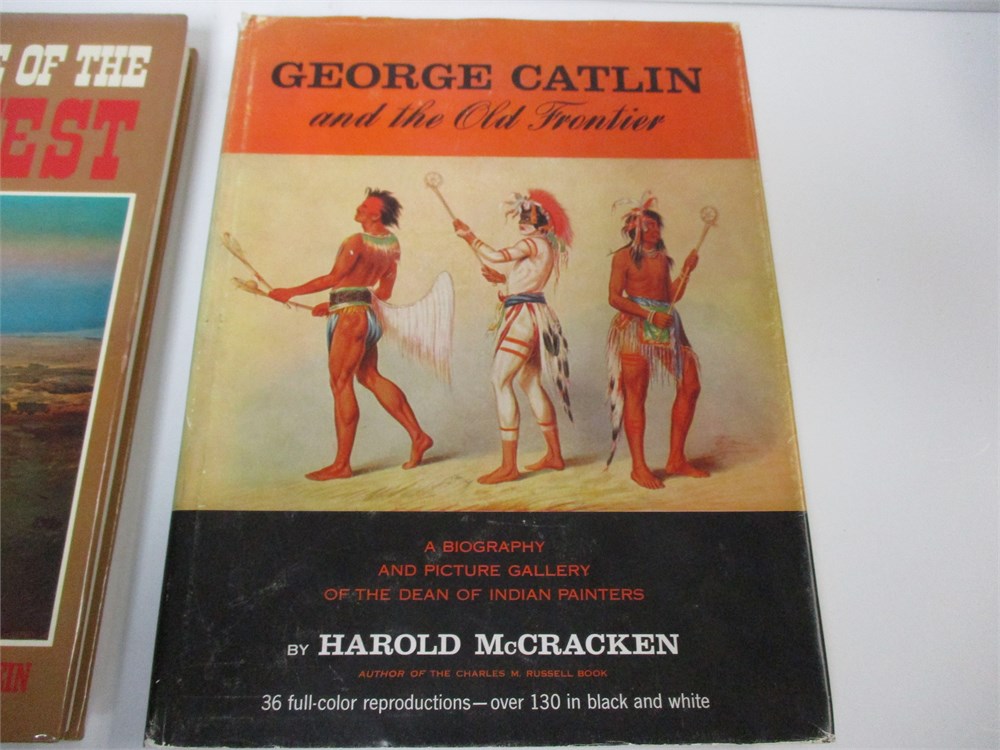 OF THE
EST
EIN
GEORGE CATLIN
and the Old Frontier
A BIOGRAPHY
AND PICTURE GALLERY
OF THE DEAN OF INDIAN PAINTERS
BY HAROLD McCRACKEN
AUTHOR OF THE CHARLES M. RUSSELL BOOK
36 full-color reproductions—over 130 in black and white